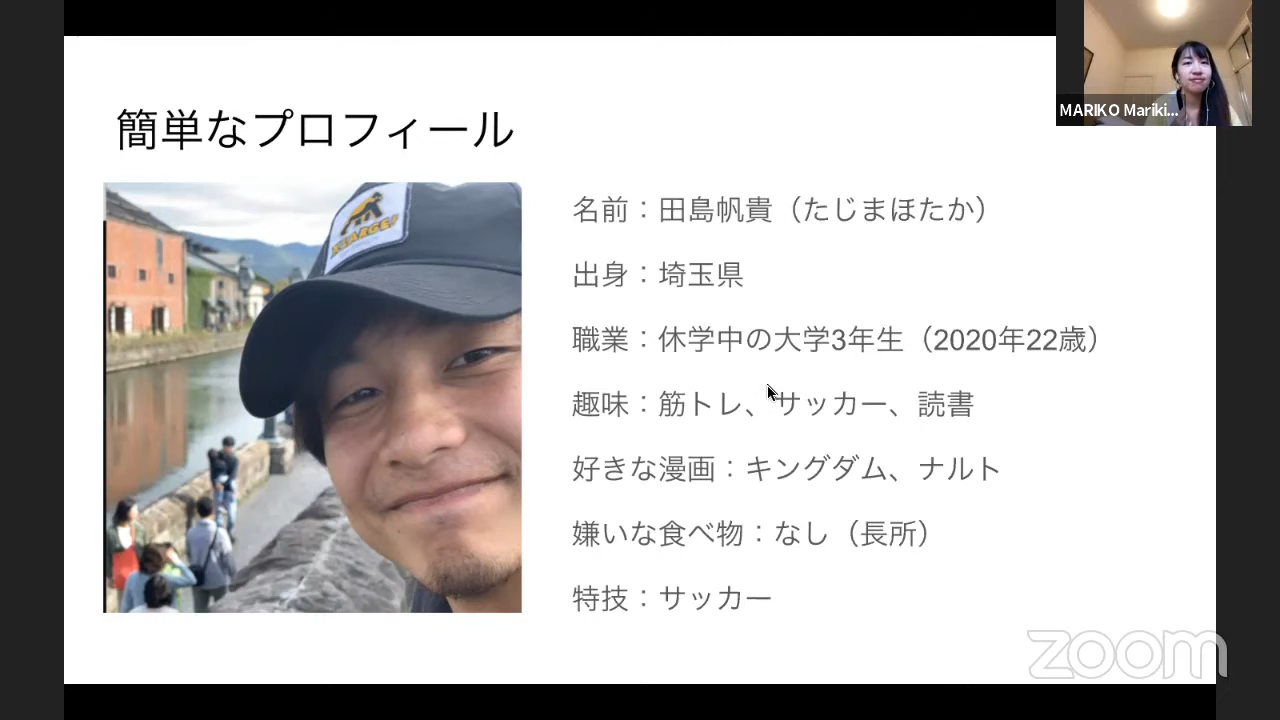 MARIKO Mariki...
簡単なプロフィール
X-LARGE
名前：田島帆貴（たじまほたか）
出身：埼玉県
職業：休学中の大学3年生（2020年22歳）
趣味：筋トレ、サッカー、読書
好きな漫画：キングダム、ナルト
嫌いな食べ物：なし（長所）
特技：サッカー
zoom